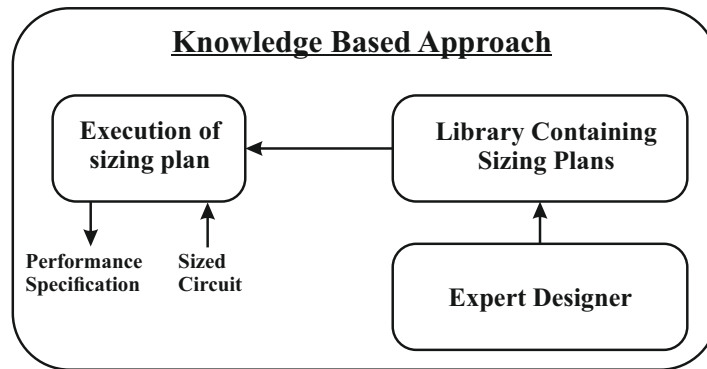 Knowledge Based Approach
Execution of
sizing plan
Library Containing
Sizing Plans
Performance
Specification
Sized
Circuit
Expert Designer